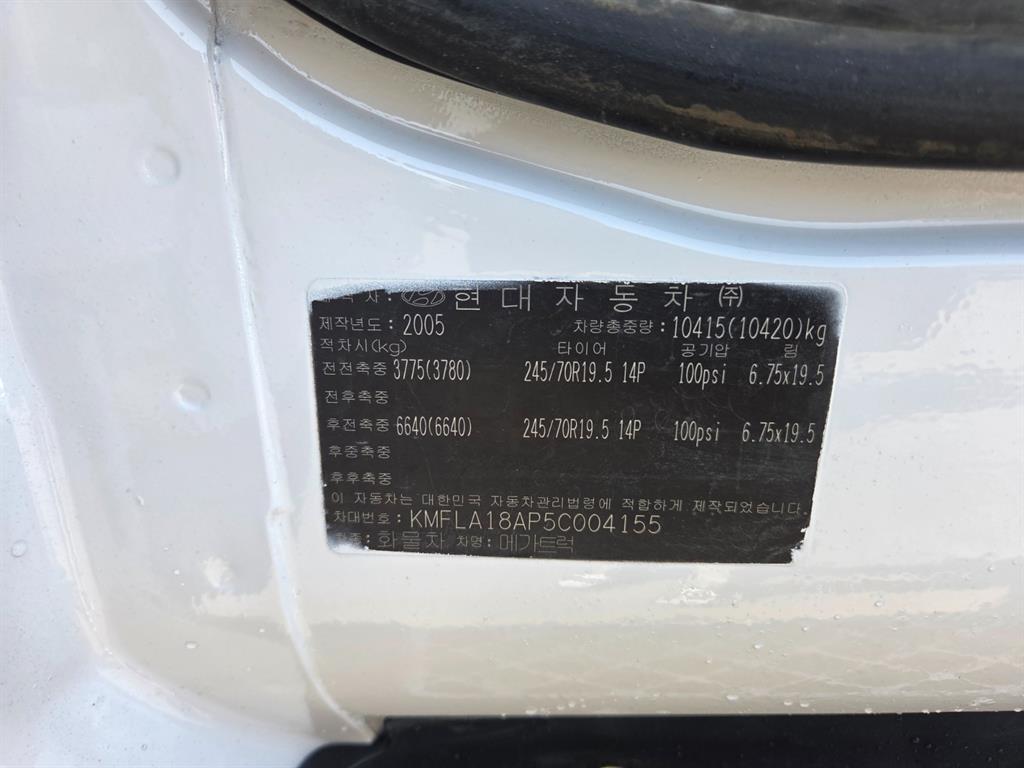 제작자: 현대자동차㈜
제작년도: 2005 차량총중량: 10415(10420)kg
적차시(kg) 타이어 공기압 림
전전축중 3775(3780) 245/70R19.5 14P 100psi 6.75x19.5
전후축중
후전축중 6640(6640) 245/70R19.5 14P 100psi 6.75x19.5
후중축중
후후축중
이 자동차는 대한민국 자동차관리법령에 적합하게 제작되었습니다.
차대번호: KMFLA18AP5C004155
차종: 화물차 차명: 메가트럭